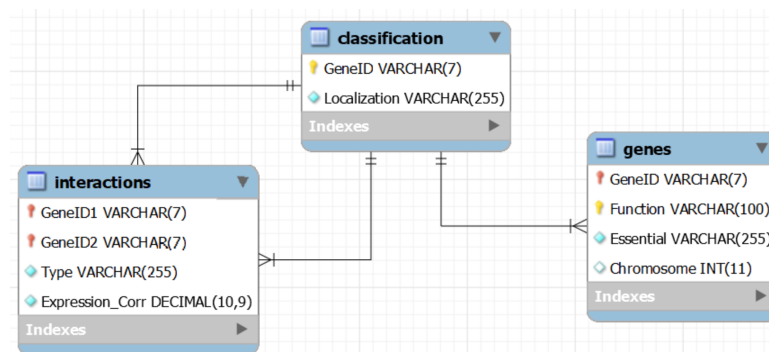 classification
GeneID VARCHAR(7)
Localization VARCHAR(255)
Indexes
genes
GeneID VARCHAR(7)
Function VARCHAR(100)
Essential VARCHAR(255)
Chromosome INT(11)
Indexes
interactions
GeneID1 VARCHAR(7)
GeneID2 VARCHAR(7)
Type VARCHAR(255)
Expression_Corr DECIMAL(10,9)
Indexes